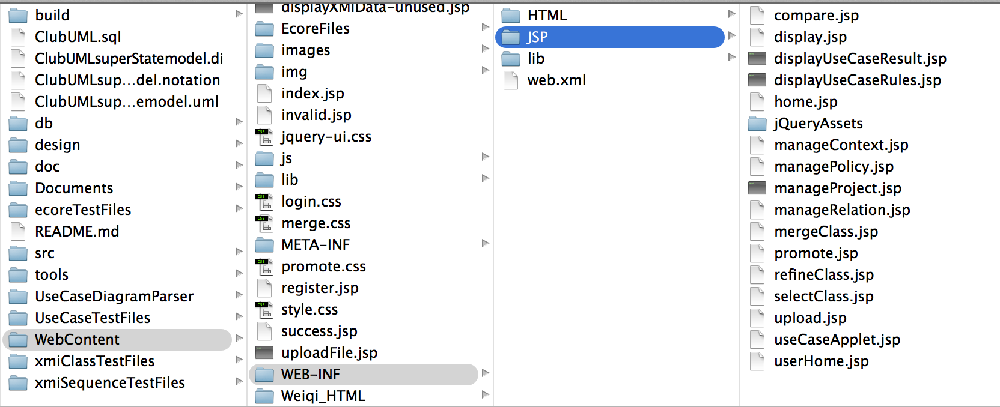 build
ClubUML.sql
ClubUMLsuperStatemodel.di
ClubUMLsup...del.notation
ClubUMLsup...emodel.uml
db
design
doc
Documents
ecoreTestFiles
README.md
src
tools
UseCaseDiagramParser
UseCaseTestFiles
WebContent
xmiClassTestFiles
xmiSequenceTestFiles
displayXMIData-unused.jsp
EcoreFiles
images
img
index.jsp
invalid.jsp
CSS jquery-ui.css
js
lib
CSS login.css
CSS merge.css
META-INF
CSS promote.css
register.jsp
CSS style.css
success.jsp
uploadFile.jsp
WEB-INF
Weiqi_HTML
HTML
JSP
lib
web.xml
compare.jsp
display.jsp
displayUseCaseResult.jsp
displayUseCaseRules.jsp
home.jsp
jQueryAssets
manageContext.jsp
managePolicy.jsp
manageProject.jsp
manageRelation.jsp
mergeClass.jsp
promote.jsp
refineClass.jsp
selectClass.jsp
upload.jsp
useCaseApplet.jsp
userHome.jsp